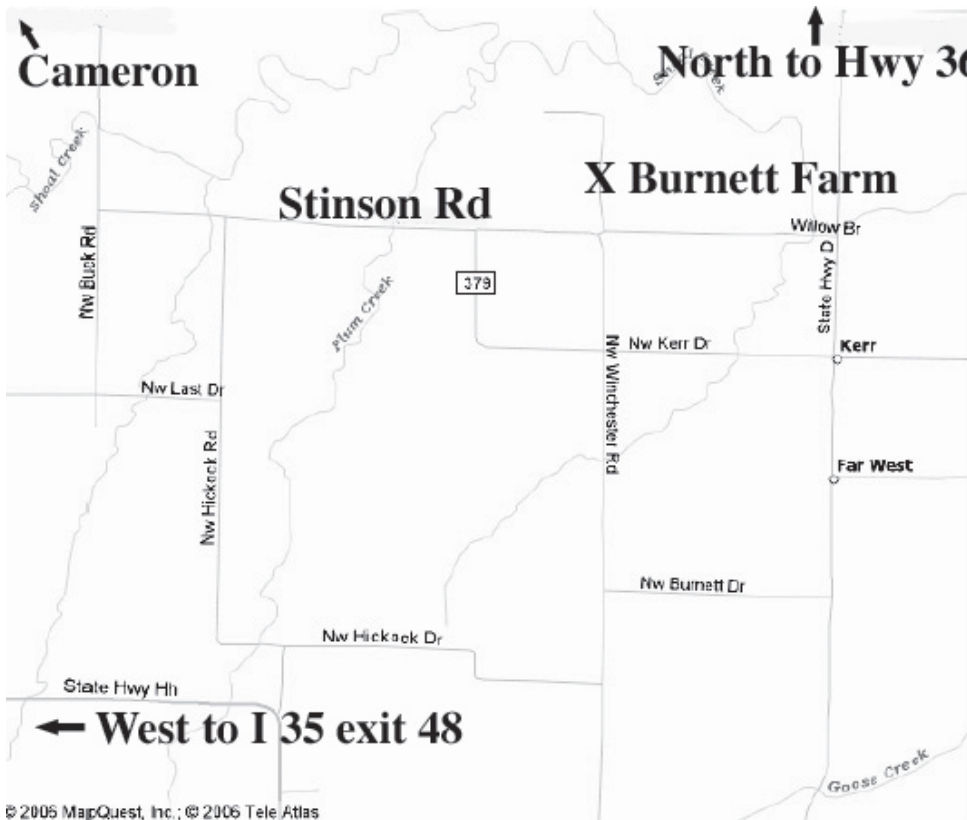 Cameron
North to Hwy 36
Shoal Creek
Shoal Creek
X Burnett Farm
Stinson Rd
Willow Br
Nw Buck Rd
State Hwy D
379
Plum Creek
Nw Kerr Dr
Kerr
Nw Winchester Rd
Nw Last Dr
Nw Hickock Rd
Far West
Nw Burnett Dr
Nw Hickock Dr
State Hwy Hh
West to I 35 exit 48
Goose Creek
© 2006 MapQuest, Inc.; © 2006 Tele Atlas